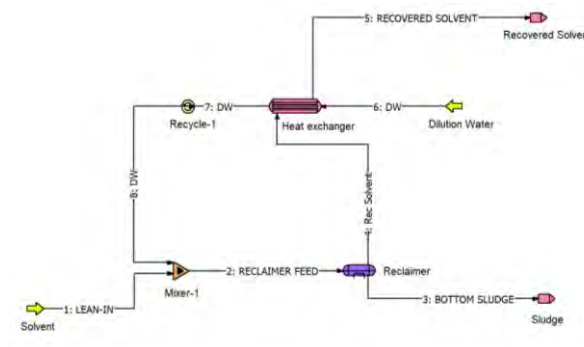 5: RECOVERED SOLVENT
Recovered Solven
7: DW
6: DW
Recycle-1
Heat exchanger
Dilution Water
8: DW
4: Rec Solvent
2: RECLAIMER FEED
Reclaimer
Mixer-1
1: LEAN-IN
3: BOTTOM SLUDGE
Solvent
Sludge